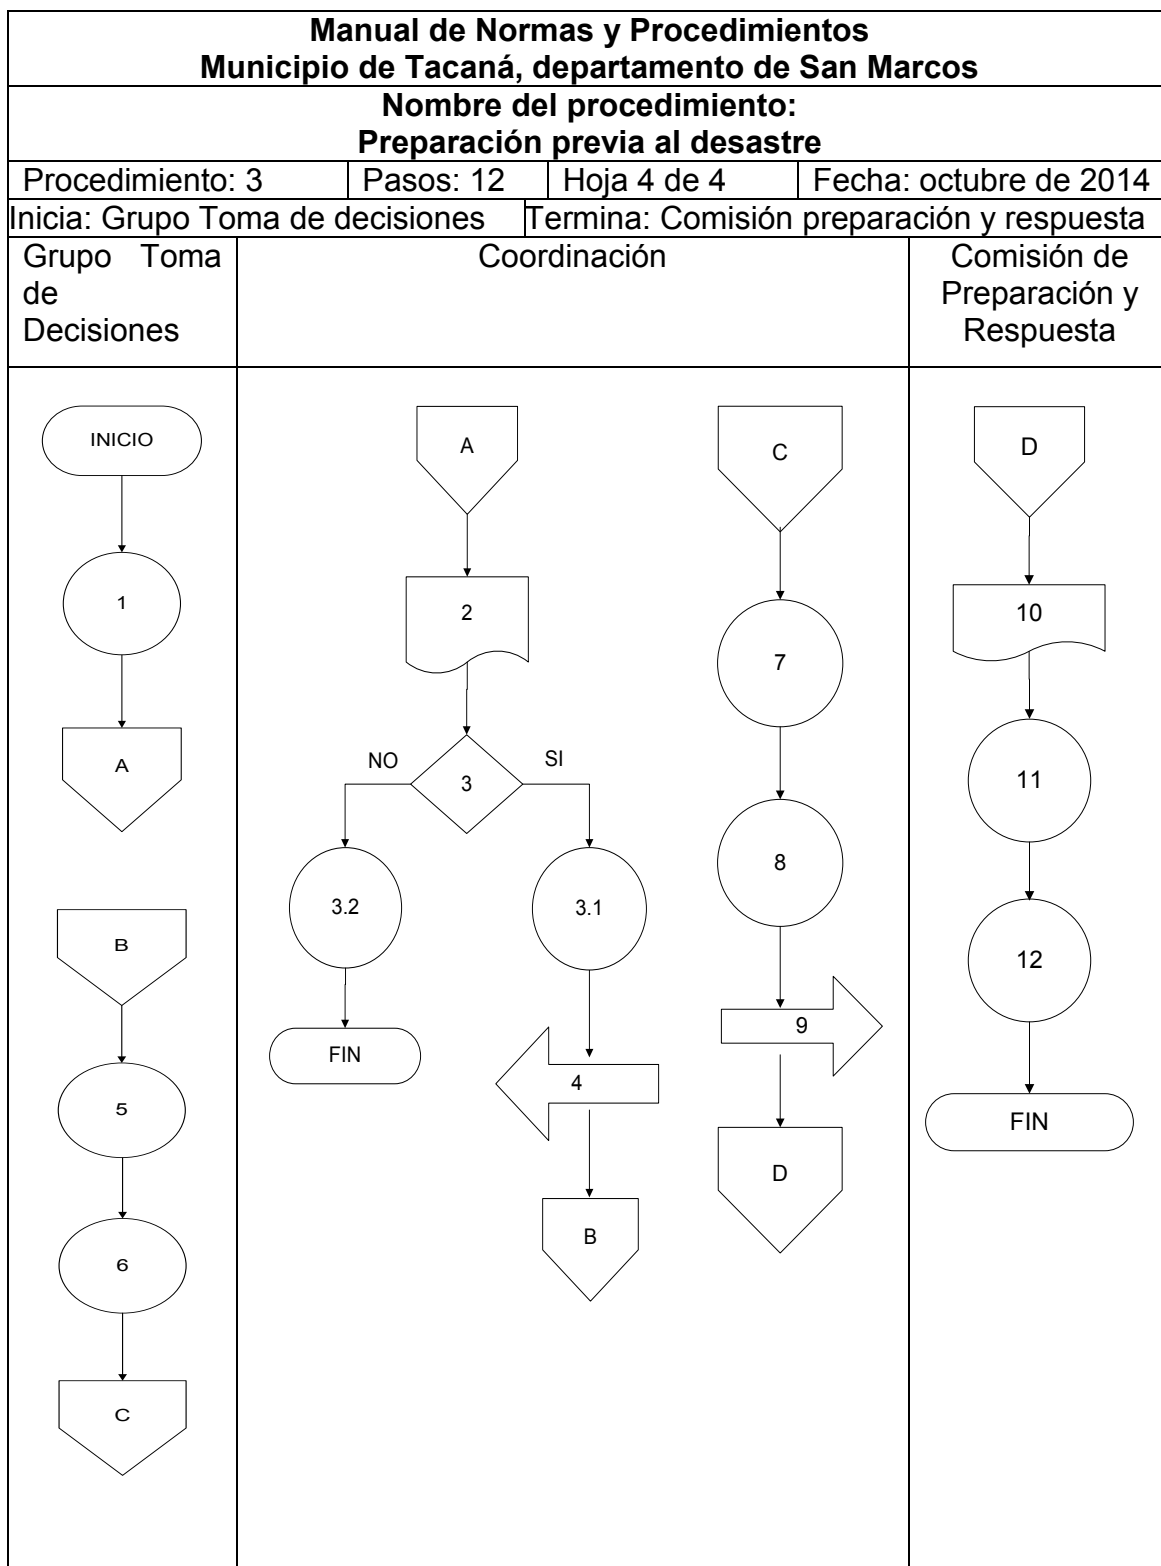 Manual de Normas y Procedimientos
Municipio de Tacaná, departamento de San Marcos
Nombre del procedimiento:
Preparación previa al desastre
Procedimiento: 3
Pasos: 12
Hoja 4 de 4
Fecha: octubre de 2014
Inicia: Grupo Toma de decisiones
Termina: Comisión preparación y respuesta
Grupo Toma
de
Decisiones
Coordinación
Comisión de
Preparación y
Respuesta
INICIO
1
A
B
5
6
C
A
2
3
NO
SI
3.2
3.1
FIN
4
B
C
7
8
9
D
D
10
11
12
FIN